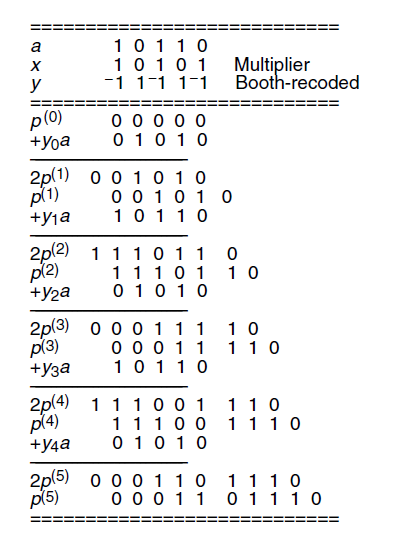 ================================
a 1 0 1 1 0
x 1 0 1 0 1 Multiplier
y ⁻1 1 ⁻1 1 ⁻1 Booth-recoded
================================
p(0) 0 0 0 0 0
+y0a 0 1 0 1 0
2p(1) 0 0 1 0 1 0
p(1) 0 0 1 0 1 0
+y1a 1 0 1 1 0
2p(2) 1 1 1 0 1 1 0
p(2) 1 1 1 0 1 1 0
+y2a 0 1 0 1 0
2p(3) 0 0 0 1 1 1 1 0
p(3) 0 0 0 1 1 1 1 0
+y3a 1 0 1 1 0
2p(4) 1 1 1 0 0 1 1 1 0
p(4) 1 1 1 0 0 1 1 1 0
+y4a 0 1 0 1 0
2p(5) 0 0 0 1 1 0 1 1 1 0
p(5) 0 0 0 1 1 0 1 1 1 0
================================